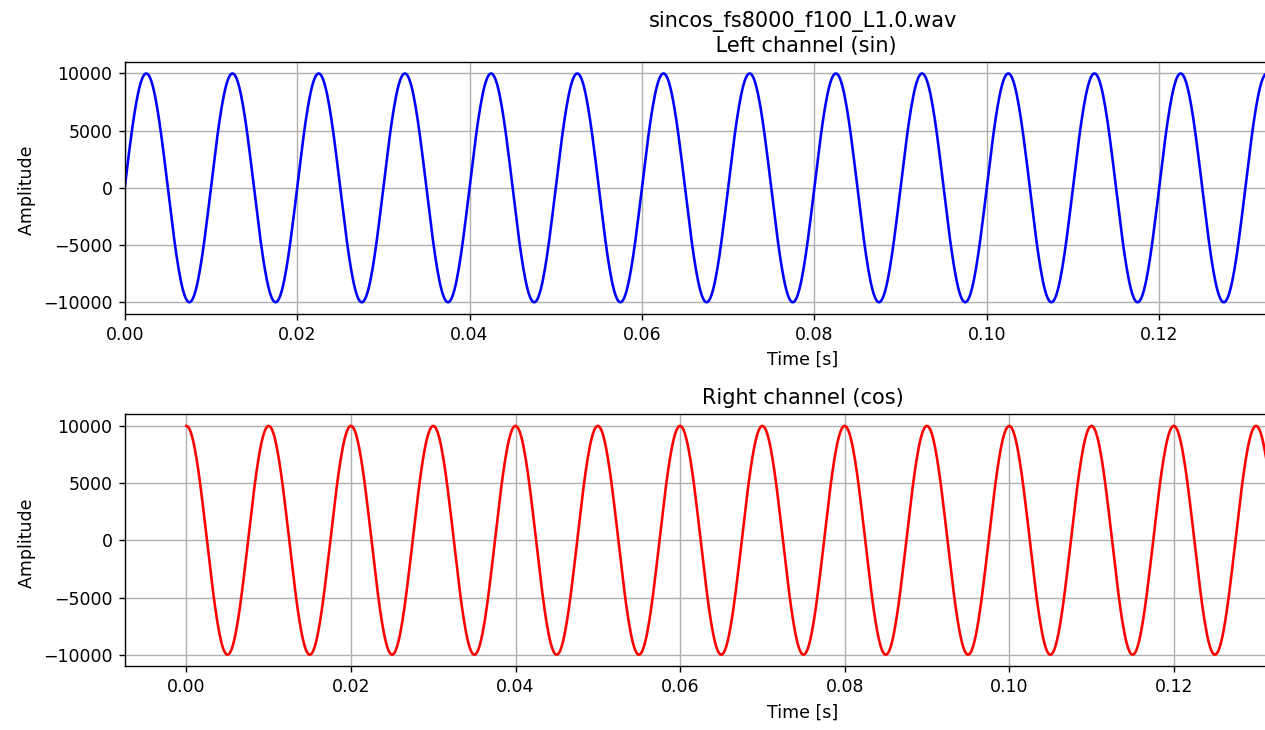 sincos_fs8000_f100_L1.0.wav
Left channel (sin)
10000
5000
0
−5000
−10000
Amplitude
0.00 0.02 0.04 0.06 0.08 0.10 0.12
Time [s]
Right channel (cos)
10000
5000
0
−5000
−10000
Amplitude
0.00 0.02 0.04 0.06 0.08 0.10 0.12
Time [s]